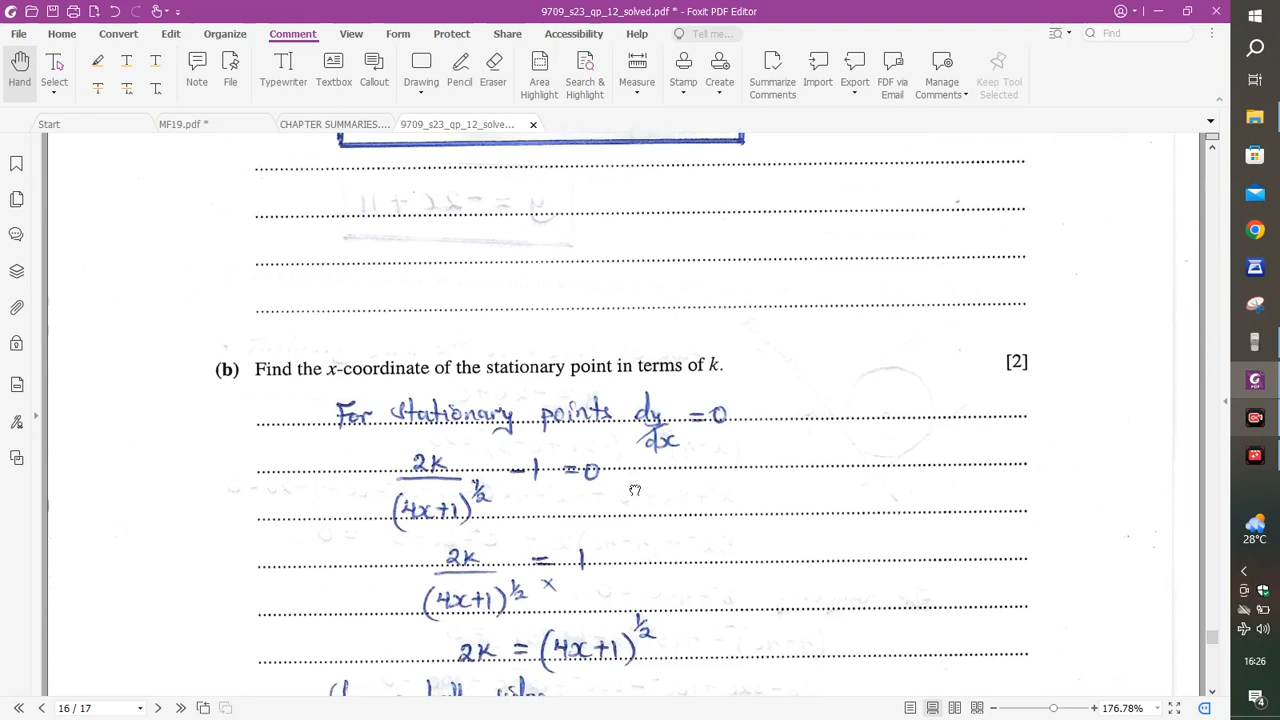 9709_s23_qp_12_solved.pdf * - Foxit PDF Editor
File Home Convert Edit Organize Comment View Form Protect Share Accessibility Help Tell me... Find
Hand Select Note File Typewriter Textbox Callout Drawing Pencil Eraser Area Highlight Search & Highlight Measure Stamp Create Summarize Comments Import Export FDF via Email Manage Comments Keep Tool Selected
Start MF19.pdf * CHAPTER SUMMARIES.... 9709_s23_qp_12_solve...
(b) Find the x-coordinate of the stationary point in terms of k. [2]
For stationary points dy/dx = 0
2k/(4x+1)^1/2 - 1 = 0
2k/(4x+1)^1/2 = 1
×
2k = (4x+1)^1/2
28°C
16:26
4
16 / 17
176.78%